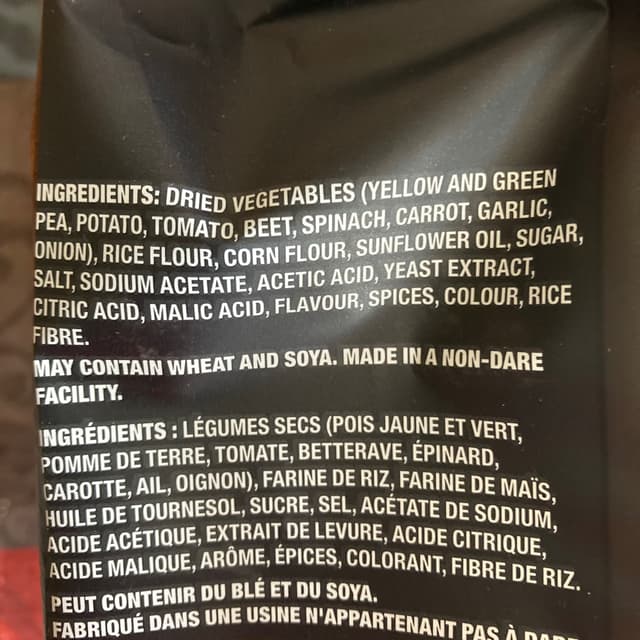 INGREDIENTS: DRIED VEGETABLES (YELLOW AND GREEN
PEA, POTATO, TOMATO, BEET, SPINACH, CARROT, GARLIC,
ONION), RICE FLOUR, CORN FLOUR, SUNFLOWER OIL, SUGAR,
SALT, SODIUM ACETATE, ACETIC ACID, YEAST EXTRACT,
CITRIC ACID, MALIC ACID, FLAVOUR, SPICES, COLOUR, RICE
FIBRE.
MAY CONTAIN WHEAT AND SOYA. MADE IN A NON-DARE
FACILITY.
INGRÉDIENTS : LÉGUMES SECS (POIS JAUNE ET VERT,
POMME DE TERRE, TOMATE, BETTERAVE, ÉPINARD,
CAROTTE, AIL, OIGNON), FARINE DE RIZ, FARINE DE MAÏS,
HUILE DE TOURNESOL, SUCRE, SEL, ACÉTATE DE SODIUM,
ACIDE ACÉTIQUE, EXTRAIT DE LEVURE, ACIDE CITRIQUE,
ACIDE MALIQUE, ARÔME, ÉPICES, COLORANT, FIBRE DE RIZ.
PEUT CONTENIR DU BLÉ ET DU SOYA.
FABRIQUÉ DANS UNE USINE N'APPARTENANT PAS À DARE